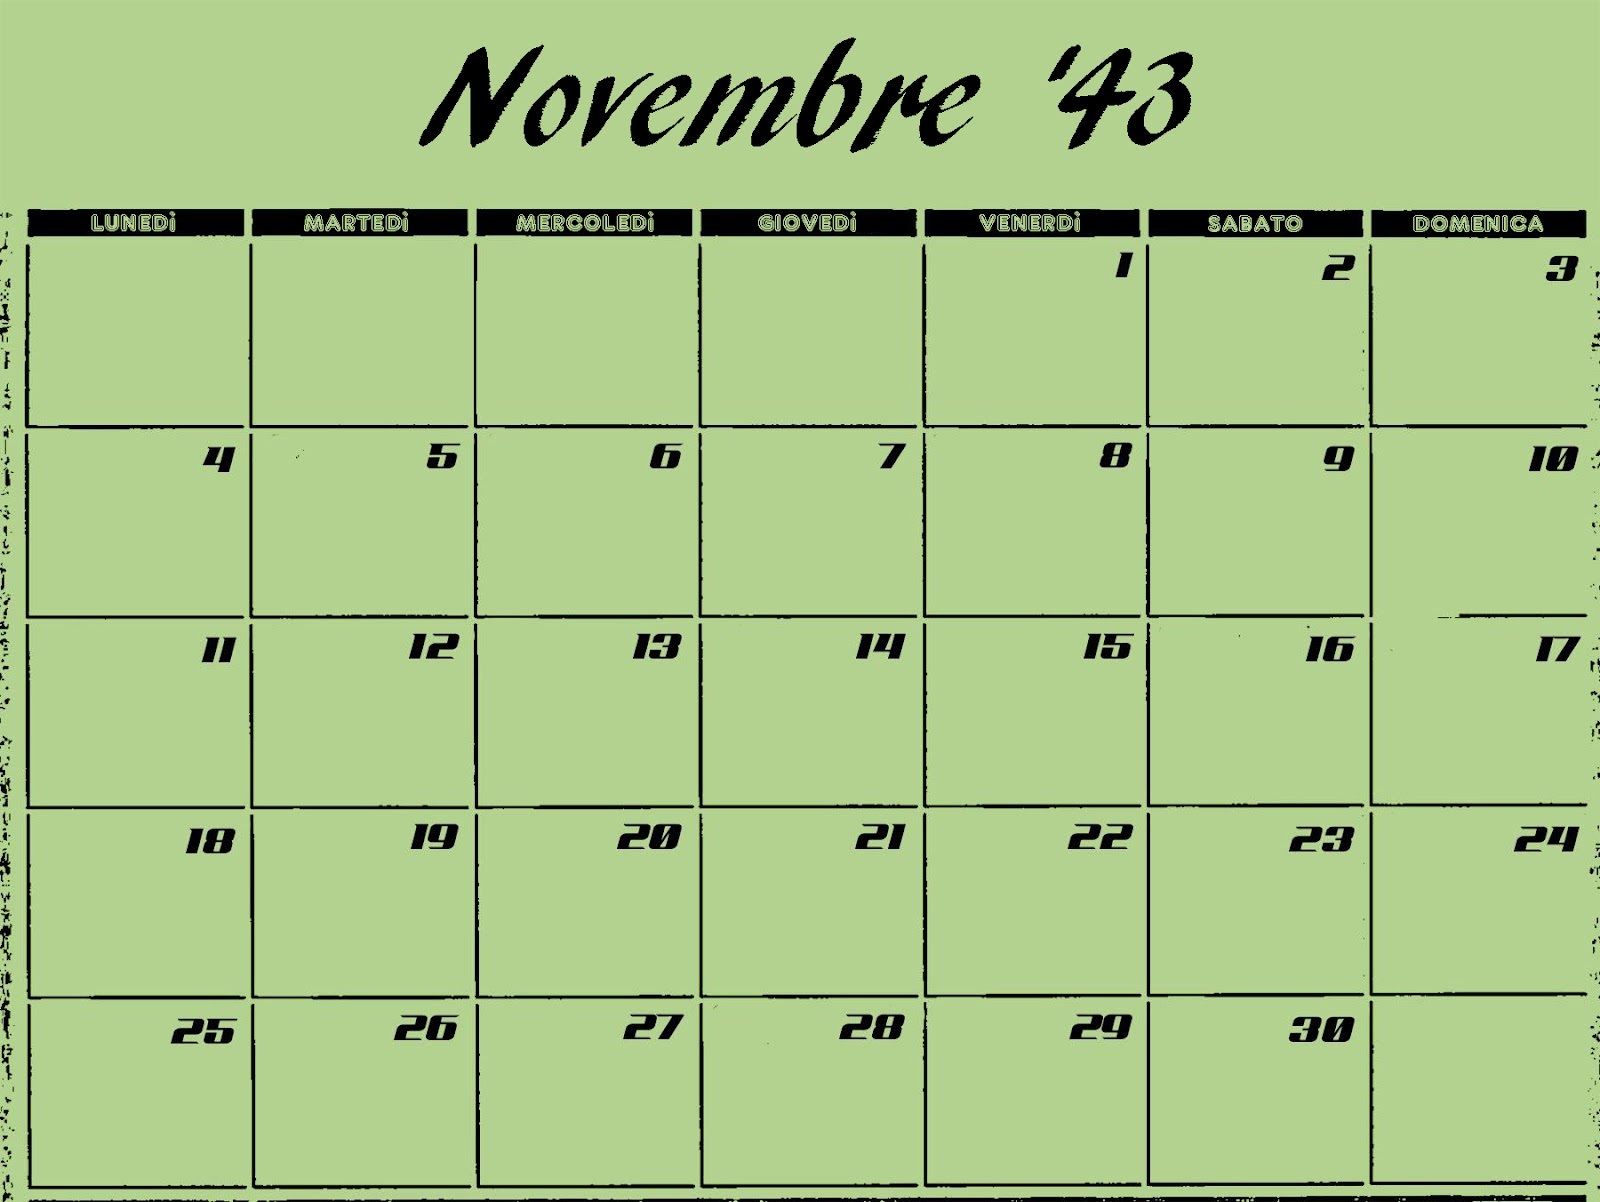 Novembre '43
LUNEDì MARTEDì MERCOLEDì GIOVEDì VENERDì SABATO DOMENICA
1 2 3
4 5 6 7 8 9 10
11 12 13 14 15 16 17
18 19 20 21 22 23 24
25 26 27 28 29 30